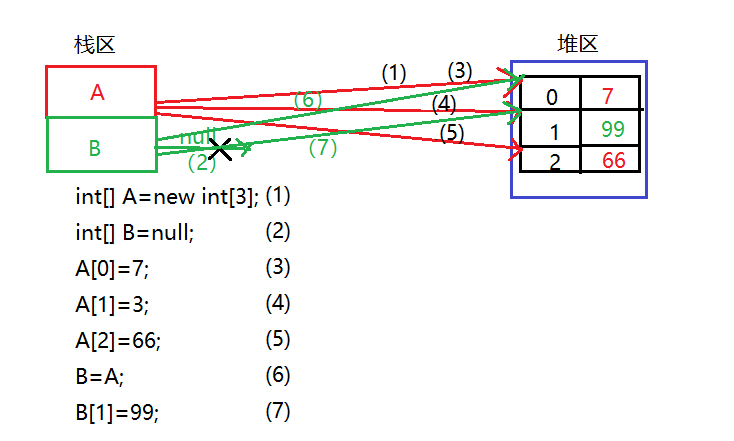 栈区
堆区
A
B
(1)
(3)
(6)
(4)
(5)
(7)
null
(2)
0 7
1 99
2 66
int[] A=new int[3]; (1)
int[] B=null; (2)
A[0]=7; (3)
A[1]=3; (4)
A[2]=66; (5)
B=A; (6)
B[1]=99; (7)